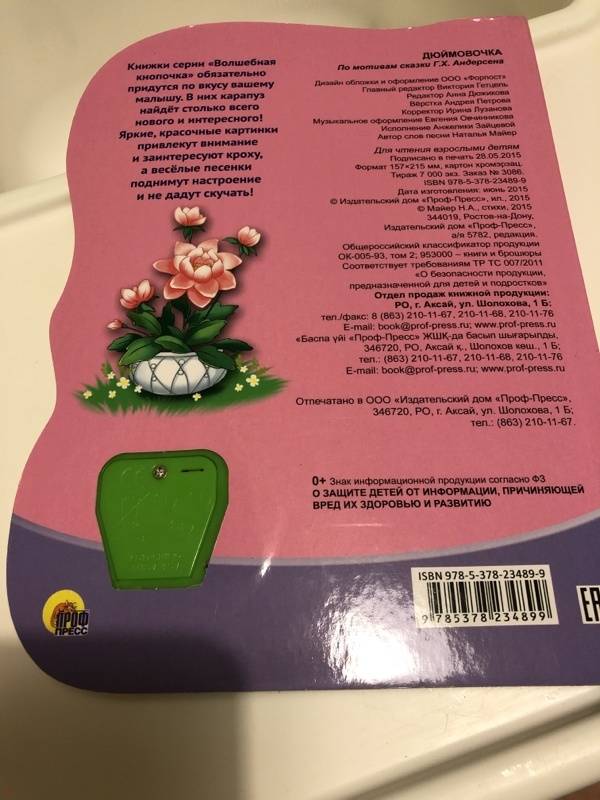 Книжки серии «Волшебная
кнопочка» обязательно
придутся по вкусу вашему
малышу. В них карапуз
найдёт столько всего
нового и интересного!
Яркие, красочные картинки
привлекут внимание
и заинтересуют кроху,
а весёлые песенки
поднимут настроение
и не дадут скучать!
ДЮЙМОВОЧКА
По мотивам сказки Г.Х. Андерсена
Дизайн обложки и оформление ООО «Форпост»
Главный редактор Виктория Гетцель
Редактор Анна Дюжикова
Вёрстка Андрея Петрова
Корректор Ирина Лузанова
Музыкальное оформление Евгения Овчинникова
Исполнение Анжелики Зайцевой
Автор слов песни Наталья Майер
Для чтения взрослыми детям
Подписано в печать 28.05.2015
Формат 157×215 мм, картон хромэрзац.
Тираж 7 000 экз. Заказ № 3086.
ISBN 978-5-378-23489-9
Дата изготовления: июнь 2015
© Издательский дом «Проф-Пресс», ил., 2015
© Майер Н.А., стихи, 2015
344019, Ростов-на-Дону,
Издательский дом «Проф-Пресс»,
а/я 5782, редакция.
Общероссийский классификатор продукции
ОК-005-93, том 2; 953000 – книги и брошюры
Соответствует требованиям ТР ТС 007/2011
«О безопасности продукции,
предназначенной для детей и подростков»
Отдел продаж книжной продукции:
РО, г. Аксай, ул. Шолохова, 1 Б;
тел./факс: 8 (863) 210-11-67, 210-11-68, 210-11-76
E-mail: book@prof-press.ru; www.prof-press.ru
«Баспа үйі «Проф-Пресс» ЖШҚ-да басып шығарылды,
346720, РО, Аксай қ., Шолохов көш., 1 Б;
тел.: (863) 210-11-67, 210-11-68, 210-11-76
E-mail: book@prof-press.ru; www.prof-press.ru
Отпечатано в ООО «Издательский дом «Проф-Пресс»,
346720, РО, г. Аксай, ул. Шолохова, 1 Б;
тел.: (863) 210-11-67.
0+ Знак информационной продукции согласно ФЗ
О ЗАЩИТЕ ДЕТЕЙ ОТ ИНФОРМАЦИИ, ПРИЧИНЯЮЩЕЙ
ВРЕД ИХ ЗДОРОВЬЮ И РАЗВИТИЮ
ISBN 978-5-378-23489-9
9 785378 234899
ПРОФ
ПРЕСС